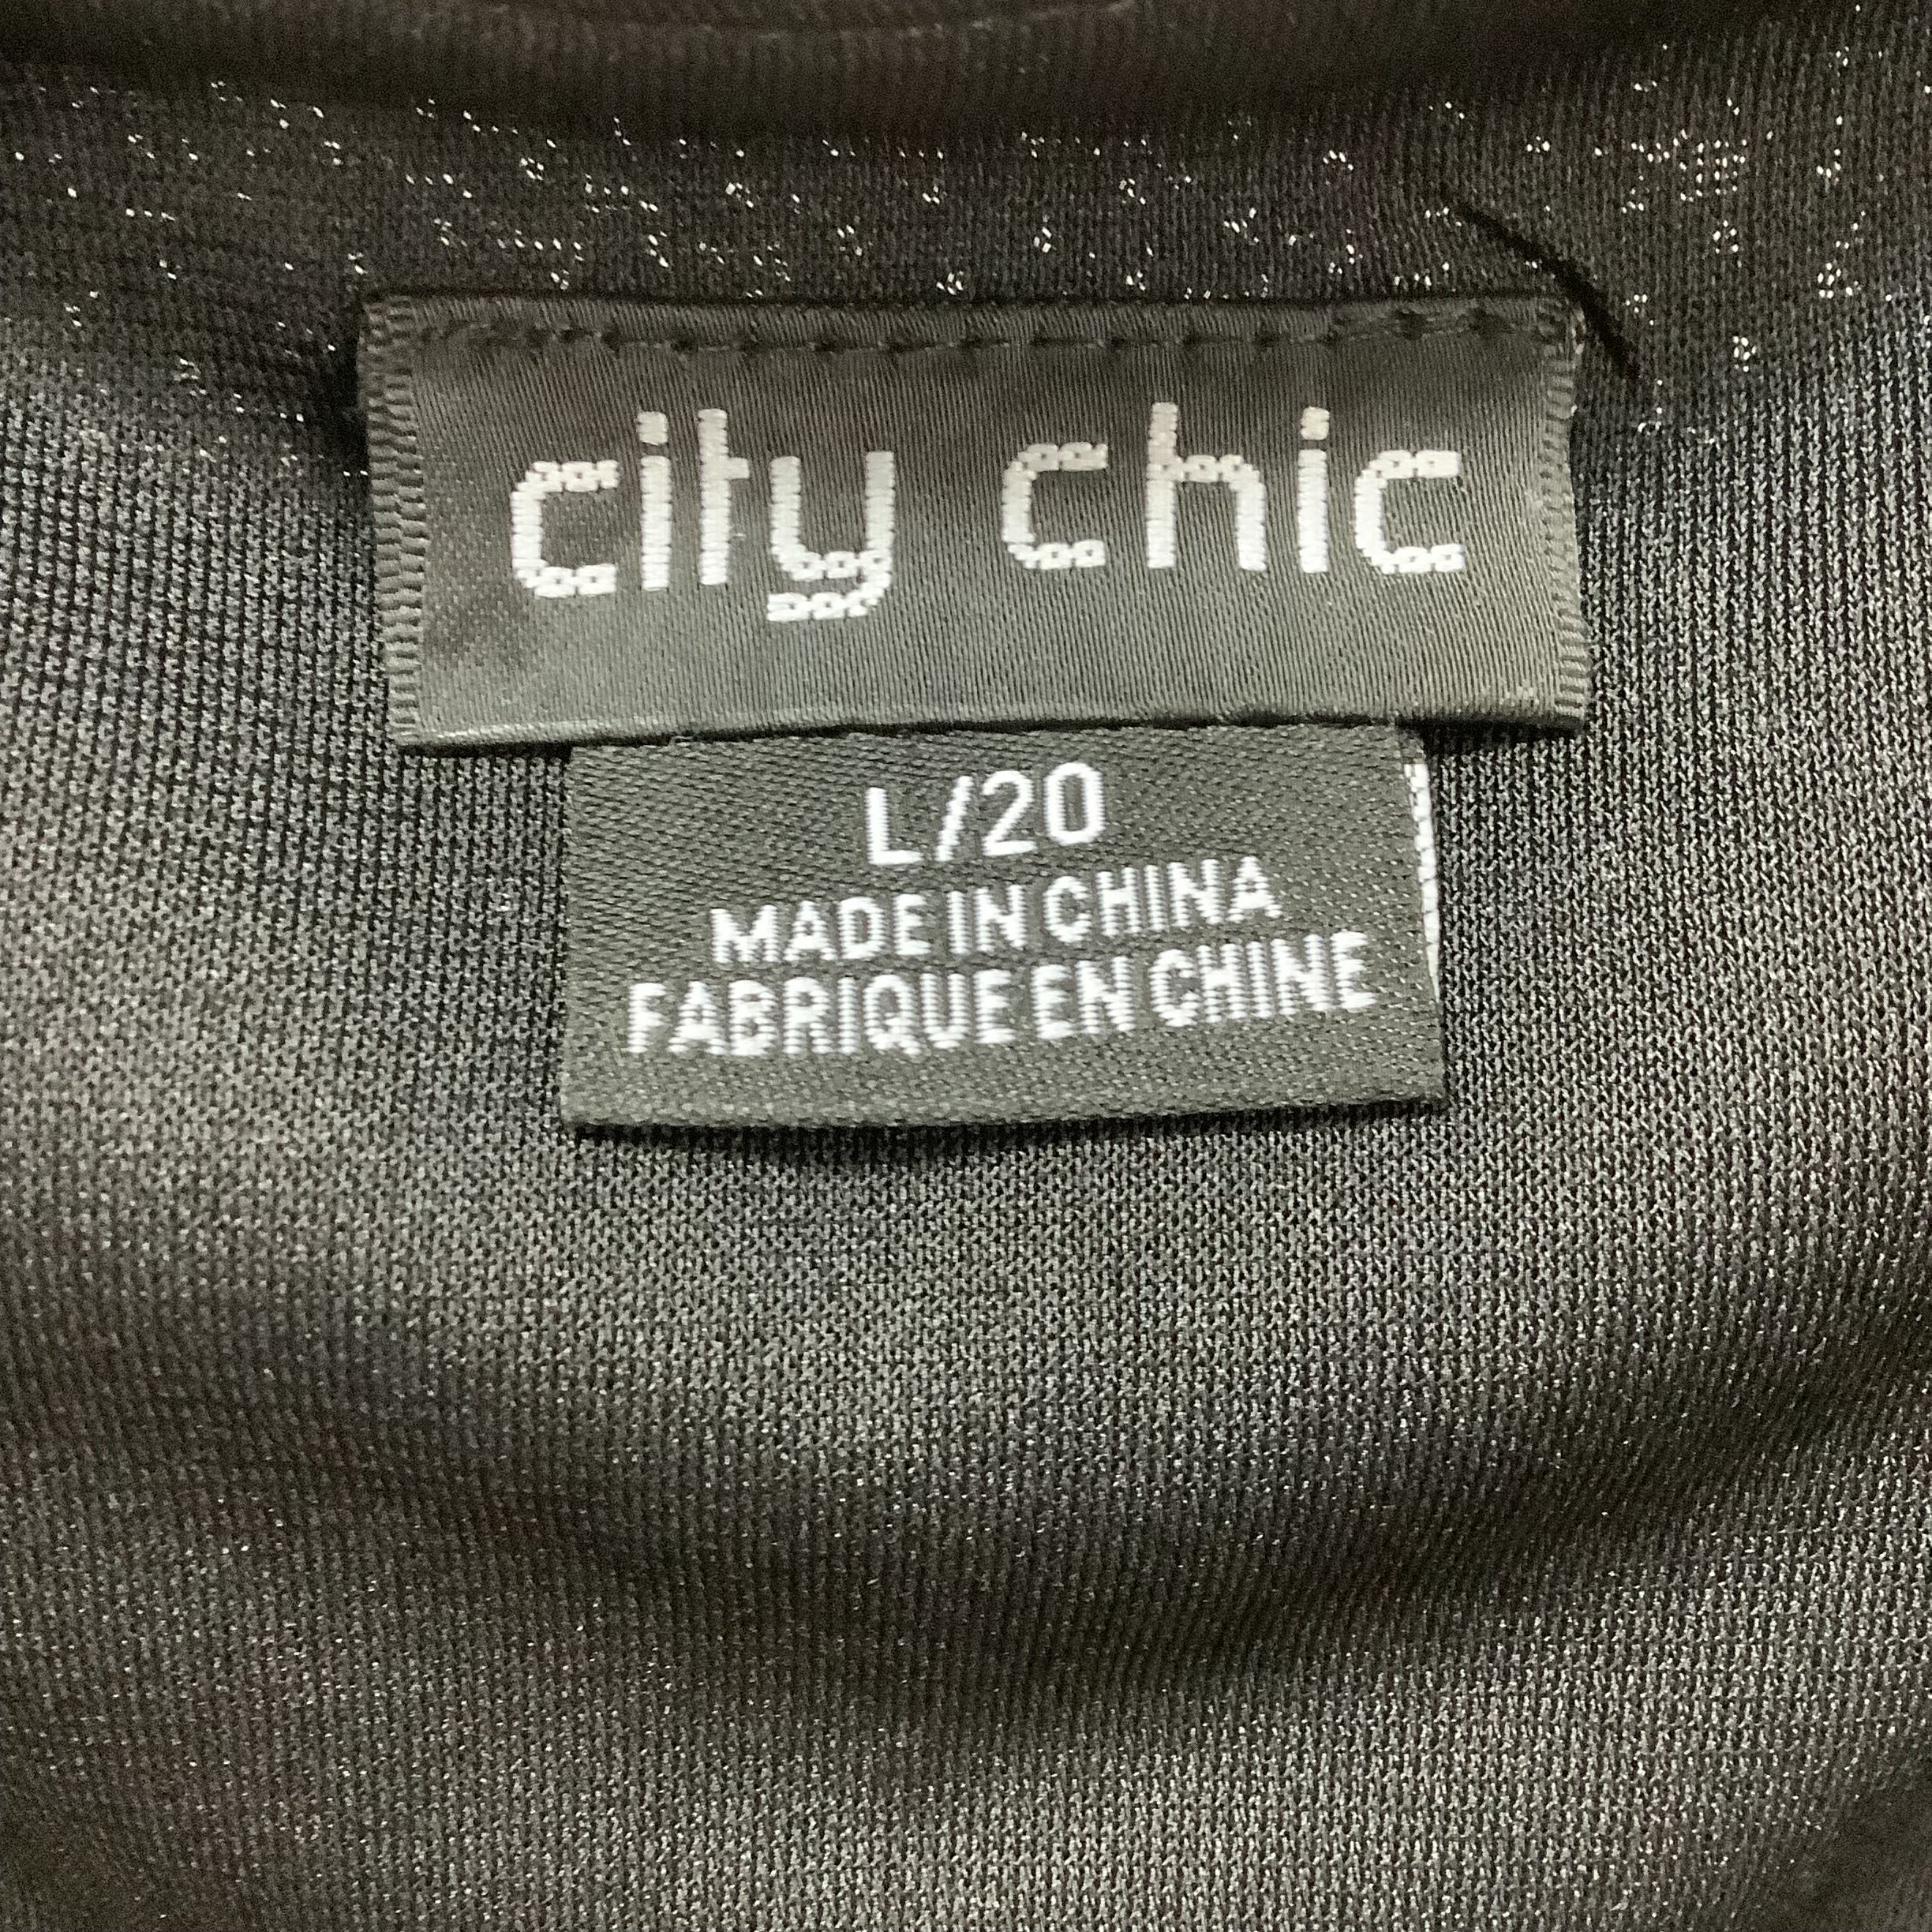 city chic
L/20
MADE IN CHINA
FABRIQUE EN CHINE